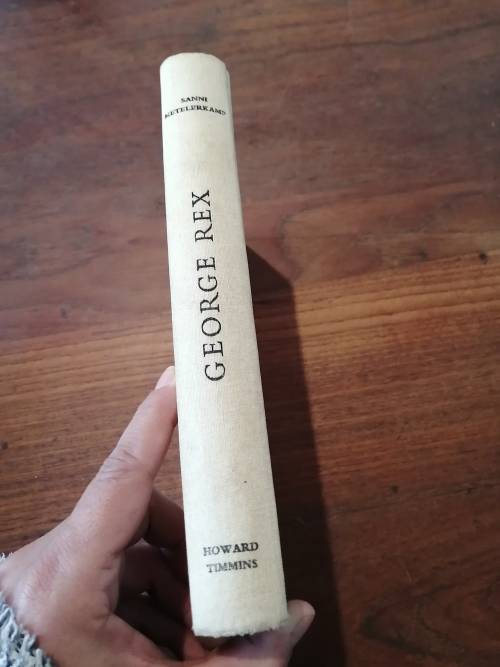 SANNI
METELERKAMP
GEORGE REX
HOWARD
TIMMINS